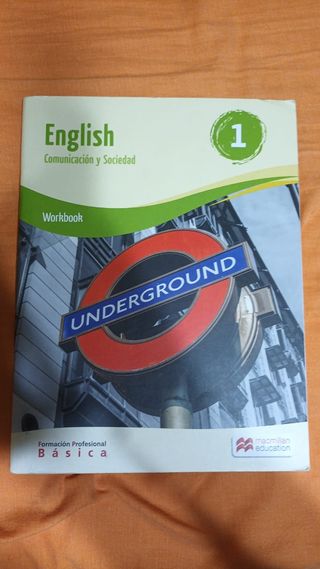 English
1
Comunicación y Sociedad
Workbook
UNDERGROUND
Formación Profesional
Básica
macmillan
education